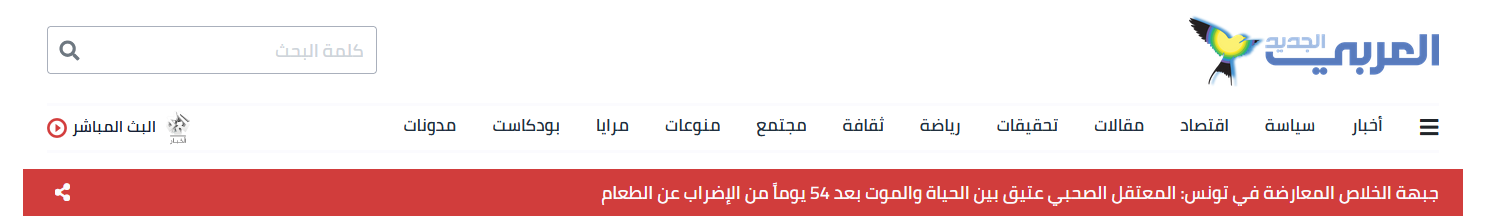 العربي الجديد
كلمة البحث
أخبار سياسة اقتصاد مقالات تحقيقات رياضة ثقافة مجتمع منوعات مرايا بودكاست مدونات أخبار البث المباشر
جبهة الخلاص المعارضة في تونس: المعتقل الصحبي عتيق بين الحياة والموت بعد 54 يوماً من الإضراب عن الطعام